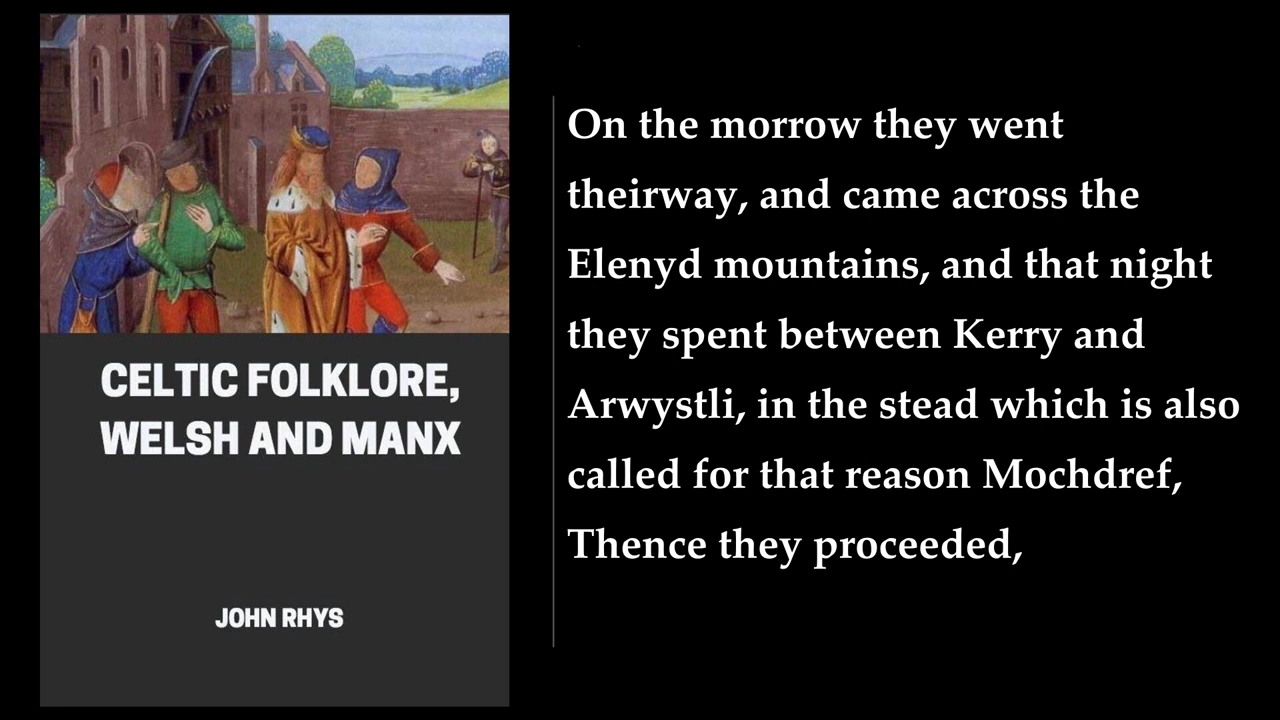 CELTIC FOLKLORE,
WELSH AND MANX
JOHN RHYS
On the morrow they went
theirway, and came across the
Elenyd mountains, and that night
they spent between Kerry and
Arwystli, in the stead which is also
called for that reason Mochdref,
Thence they proceeded,